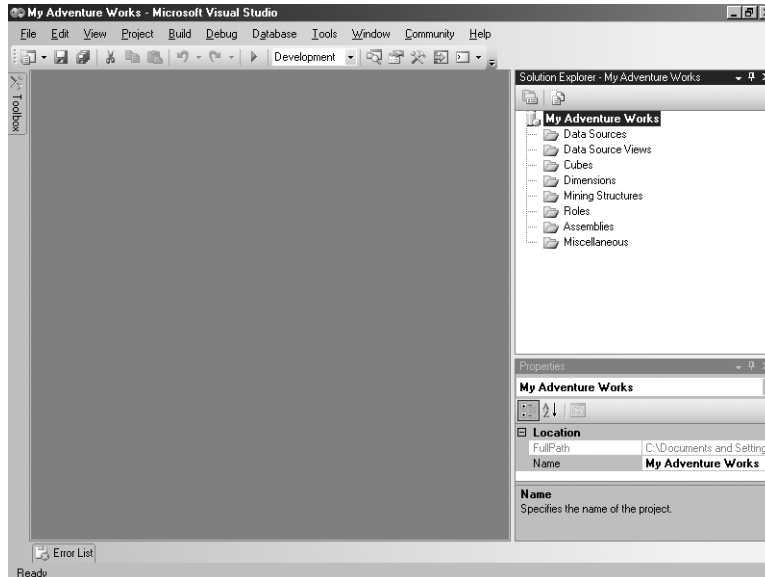 My Adventure Works - Microsoft Visual Studio
File Edit View Project Build Debug Database Tools Window Community Help
Development
Toolbox
Solution Explorer - My Adventure Works
My Adventure Works
Data Sources
Data Source Views
Cubes
Dimensions
Mining Structures
Roles
Assemblies
Miscellaneous
Properties
My Adventure Works
Location
FullPath C:\Documents and Setting
Name My Adventure Works
Name
Specifies the name of the project.
Error List
Ready